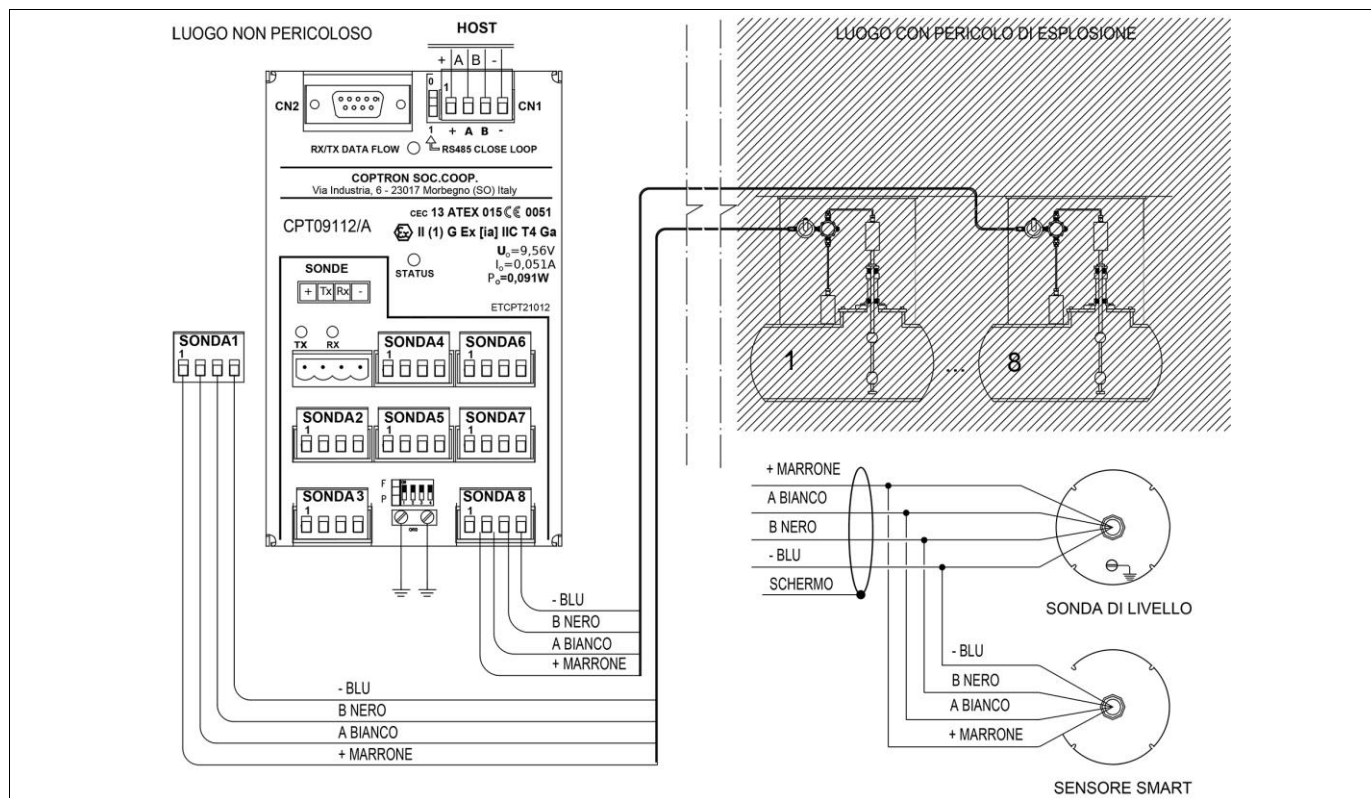 LUOGO NON PERICOLOSO
HOST
LUOGO CON PERICOLO DI ESPLOSIONE
+ A B -
0
1
CN2
CN1
1 + A B -
RX/TX DATA FLOW
RS485 CLOSE LOOP
COPTRON SOC.COOP.
Via Industria, 6 - 23017 Morbegno (SO) Italy
CEC 13 ATEX 015 CE 0051
CPT09112/A
Ex II (1) G Ex [ia] IIC T4 Ga
Uo=9,56V
Io=0,051A
Po=0,091W
STATUS
SONDE
+ Tx Rx -
ETCPT21012
TX RX
SONDA1
1
SONDA4
1
SONDA6
1
SONDA2
1
SONDA5
1
SONDA7
1
SONDA 3
1
F
P
SONDA 8
1
1
...
8
- BLU
B NERO
A BIANCO
+ MARRONE
- BLU
B NERO
A BIANCO
+ MARRONE
+ MARRONE
A BIANCO
B NERO
- BLU
SCHERMO
SONDA DI LIVELLO
- BLU
B NERO
A BIANCO
+ MARRONE
SENSORE SMART